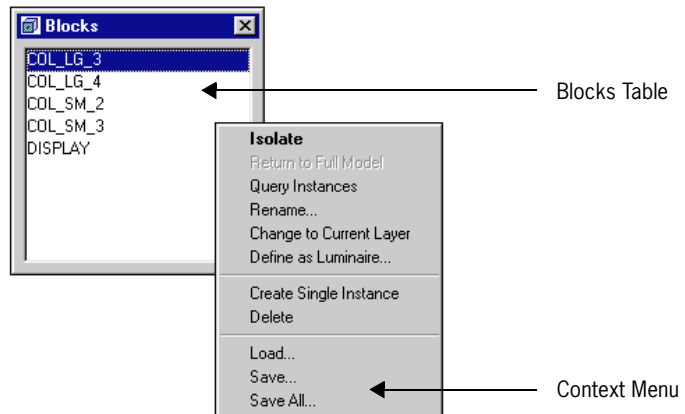 Blocks
COL_LG_3
COL_LG_4
COL_SM_2
COL_SM_3
DISPLAY
Blocks Table
Isolate
Return to Full Model
Query Instances
Rename...
Change to Current Layer
Define as Luminaire...
Create Single Instance
Delete
Load...
Save...
Save All...
Context Menu